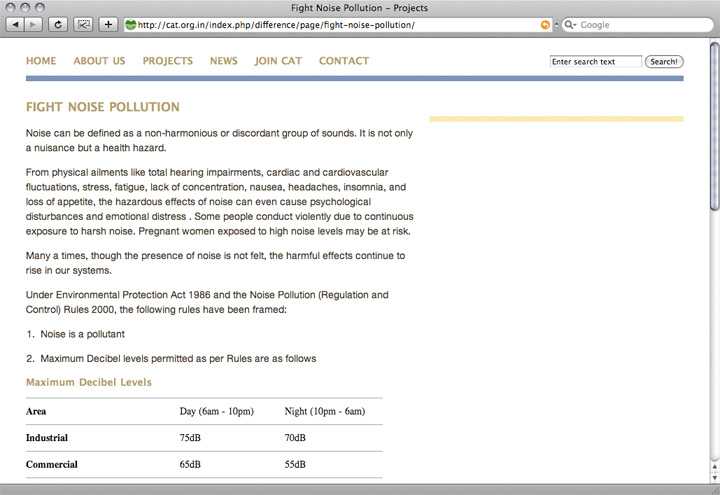 Fight Noise Pollution – Projects
http://cat.org.in/index.php/difference/page/fight-noise-pollution/
Google
HOME ABOUT US PROJECTS NEWS JOIN CAT CONTACT
Enter search text Search!
FIGHT NOISE POLLUTION
Noise can be defined as a non-harmonious or discordant group of sounds. It is not only
a nuisance but a health hazard.
From physical ailments like total hearing impairments, cardiac and cardiovascular
fluctuations, stress, fatigue, lack of concentration, nausea, headaches, insomnia, and
loss of appetite, the hazardous effects of noise can even cause psychological
disturbances and emotional distress . Some people conduct violently due to continuous
exposure to harsh noise. Pregnant women exposed to high noise levels may be at risk.
Many a times, though the presence of noise is not felt, the harmful effects continue to
rise in our systems.
Under Environmental Protection Act 1986 and the Noise Pollution (Regulation and
Control) Rules 2000, the following rules have been framed:
1. Noise is a pollutant
2. Maximum Decibel levels permitted as per Rules are as follows
Maximum Decibel Levels
Area Day (6am - 10pm) Night (10pm - 6am)
Industrial 75dB 70dB
Commercial 65dB 55dB